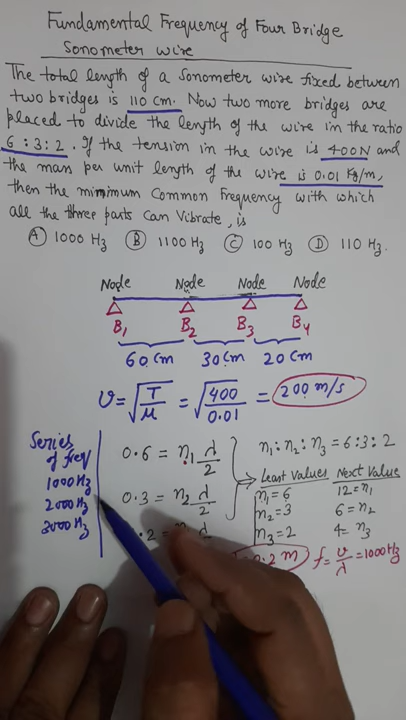 Fundamental Frequency of Four Bridge
Sonometer wire
The total length of a sonometer wire fixed between
two bridges is 110 cm. Now two more bridges are
placed to divide the length of the wire in the ratio
6:3:2. If the tension in the wire is 400N and
the mass per unit length of the wire is 0.01 kg/m,
then the minimum Common Frequency with which
all the three parts can vibrate, is
(A) 1000 Hz (B) 1100 Hz (C) 100 Hz (D) 110 Hz.
Node Node Node Node
B1 B2 B3 B4
60 cm 30 cm 20 cm
v = √(T/μ) = √(400/0.01) = 200 m/s
Series
of freq
1000 Hz
2000 Hz
3000 Hz
0.6 = n1 λ/2
0.3 = n2 λ/2
2 = λ
n1 : n2 : n3 = 6 : 3 : 2
Least Values Next Value
n1 = 6 12 = n1
n2 = 3 6 = n2
n3 = 2 4 = n3
0.2 m f = v/λ = 1000 Hz